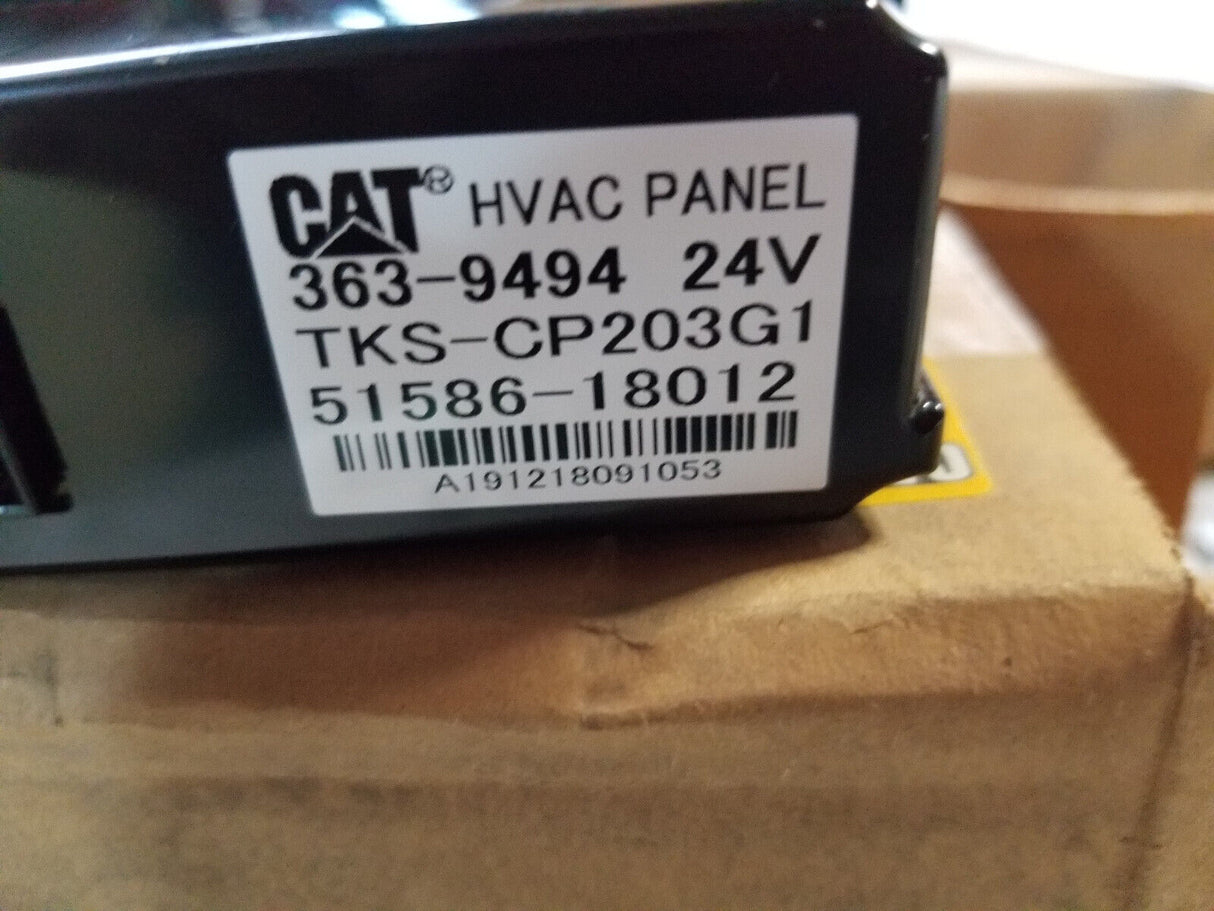 CAT® HVAC PANEL
363-9494 24V
TKS-CP203G1
51586-18012
A191218091053